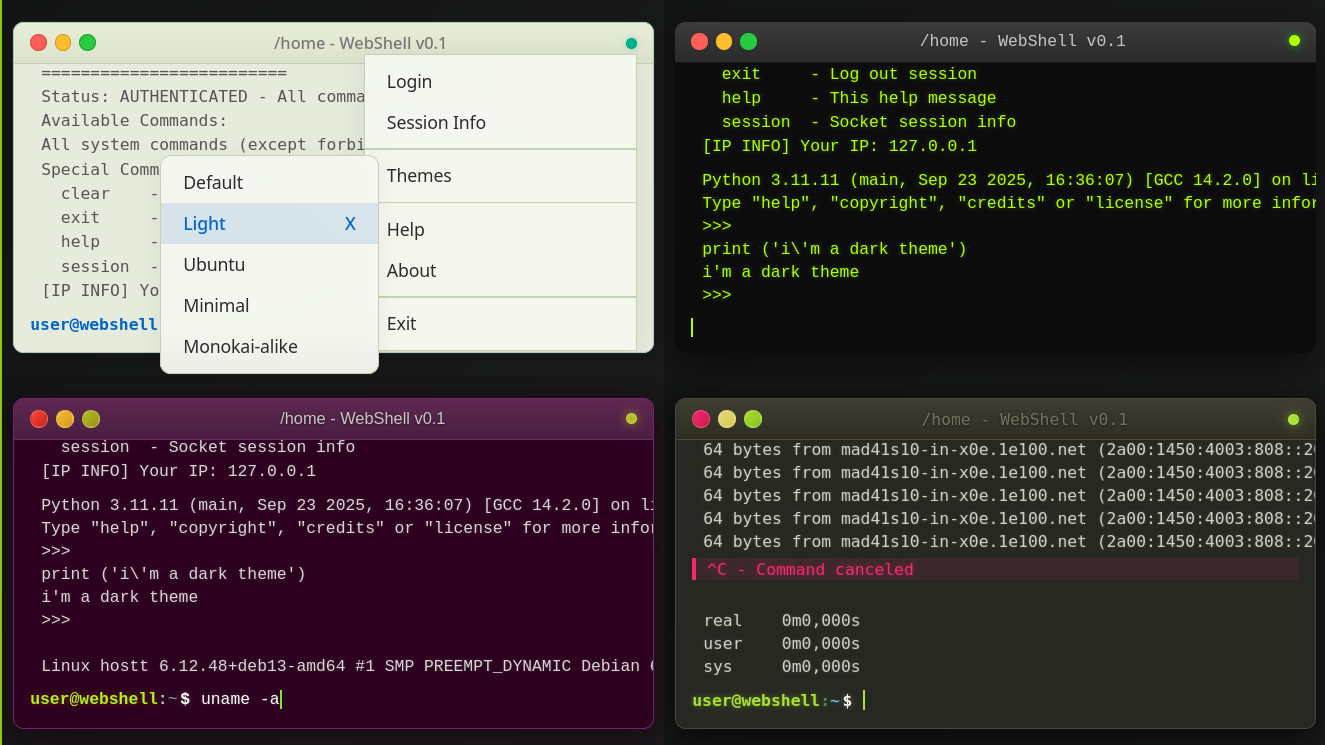 /home - WebShell v0.1
=========================
Status: AUTHENTICATED - All comma
Available Commands:
All system commands (except forbi
Special Comm
clear    -
exit     -
help     -
session  -
[IP INFO] Yo
user@webshell
Login
Session Info
Themes
Help
About
Exit
Default
Light X
Ubuntu
Minimal
Monokai-alike
/home - WebShell v0.1
exit     - Log out session
help     - This help message
session  - Socket session info
[IP INFO] Your IP: 127.0.0.1
Python 3.11.11 (main, Sep 23 2025, 16:36:07) [GCC 14.2.0] on li
Type "help", "copyright", "credits" or "license" for more infor
>>>
print ('i\'m a dark theme')
i'm a dark theme
>>>
/home - WebShell v0.1
session  - Socket session info
[IP INFO] Your IP: 127.0.0.1
Python 3.11.11 (main, Sep 23 2025, 16:36:07) [GCC 14.2.0] on li
Type "help", "copyright", "credits" or "license" for more infor
>>>
print ('i\'m a dark theme')
i'm a dark theme
>>>
Linux hostt 6.12.48+deb13-amd64 #1 SMP PREEMPT_DYNAMIC Debian
user@webshell:~$ uname -a
/home - WebShell v0.1
64 bytes from mad41s10-in-x0e.1e100.net (2a00:1450:4003:808::20
64 bytes from mad41s10-in-x0e.1e100.net (2a00:1450:4003:808::20
64 bytes from mad41s10-in-x0e.1e100.net (2a00:1450:4003:808::20
64 bytes from mad41s10-in-x0e.1e100.net (2a00:1450:4003:808::20
64 bytes from mad41s10-in-x0e.1e100.net (2a00:1450:4003:808::20
^C - Command canceled
real    0m0,000s
user    0m0,000s
sys     0m0,000s
user@webshell:~$